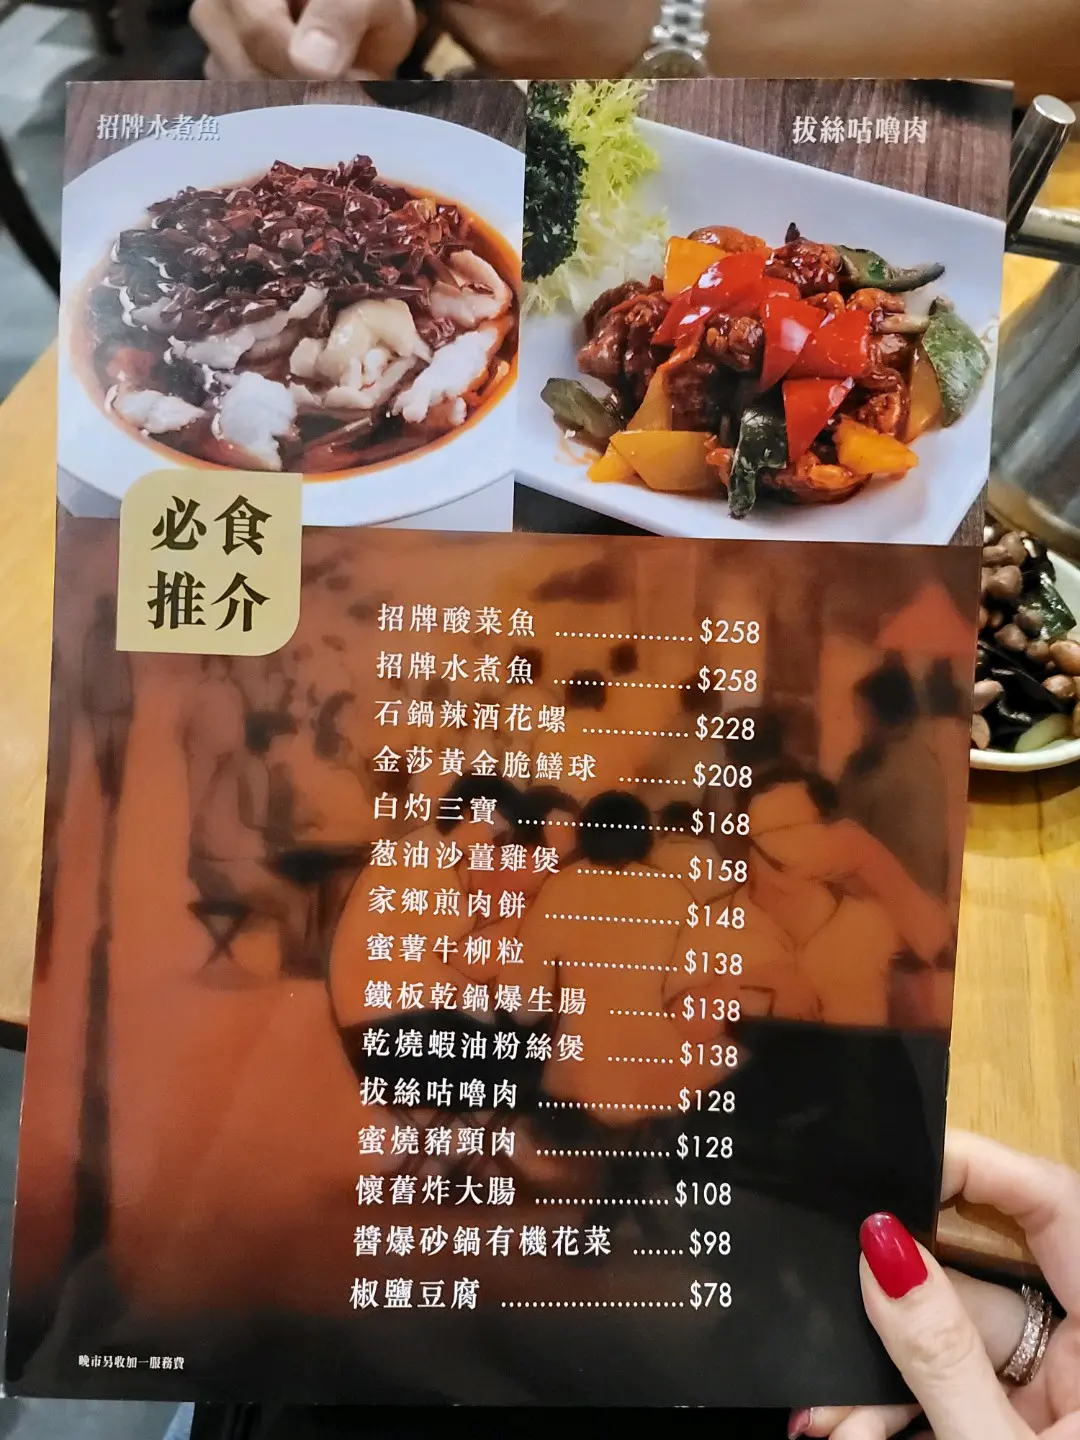 招牌水煮魚
拔絲咕嚕肉
必食
推介
招牌酸菜魚 ................... $258
招牌水煮魚 ................... $258
石鍋辣酒花螺 ............... $228
金莎黃金脆鱔球 ......... $208
白灼三寶 ....................... $168
葱油沙薑雞煲 ............... $158
家鄉煎肉餅 ................... $148
蜜薯牛柳粒 ................... $138
鐵板乾鍋爆生腸 ......... $138
乾燒蝦油粉絲煲 ......... $138
拔絲咕嚕肉 ................... $128
蜜燒豬頸肉 ................... $128
懷舊炸大腸 ................... $108
醬爆砂鍋有機花菜 ....... $98
椒鹽豆腐 ......................... $78
晚市另收加一服務費